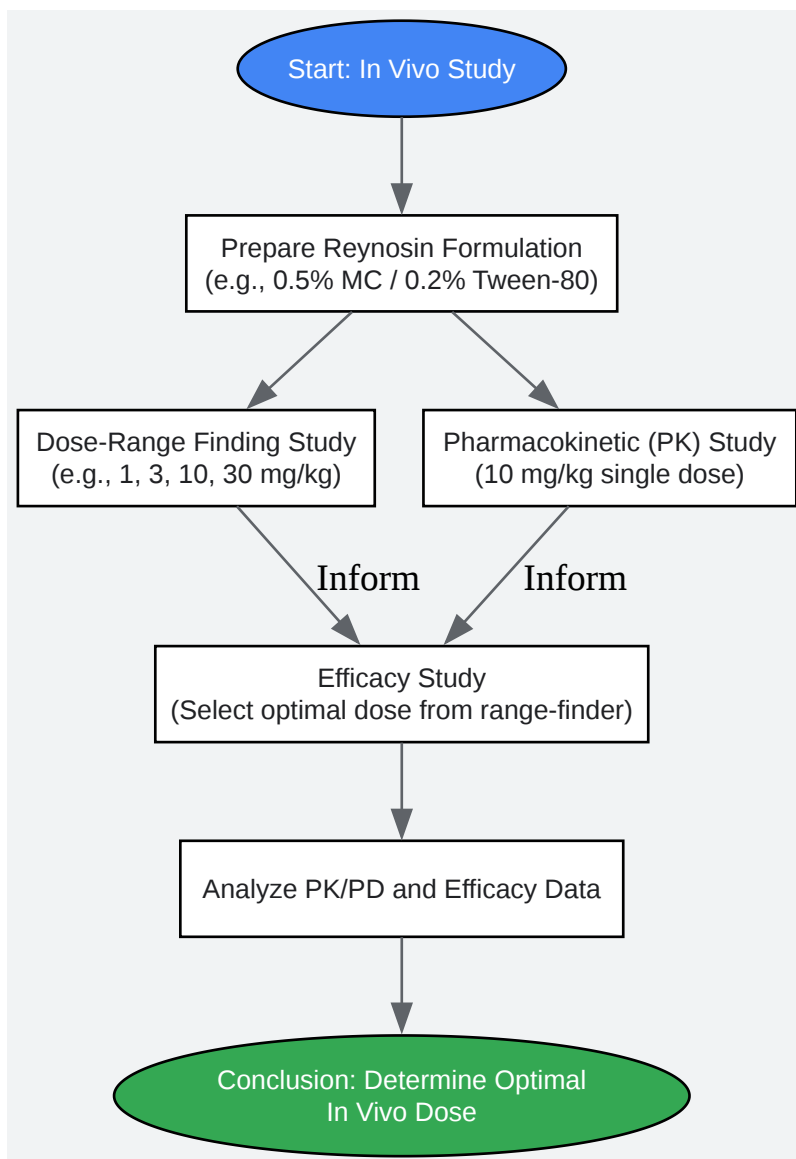 Start: In Vivo Study
Prepare Reynosin Formulation
(e.g., 0.5% MC / 0.2% Tween-80)
Dose-Range Finding Study
(e.g., 1, 3, 10, 30 mg/kg)
Pharmacokinetic (PK) Study
(10 mg/kg single dose)
Inform
Inform
Efficacy Study
(Select optimal dose from range-finder)
Analyze PK/PD and Efficacy Data
Conclusion: Determine Optimal
In Vivo Dose